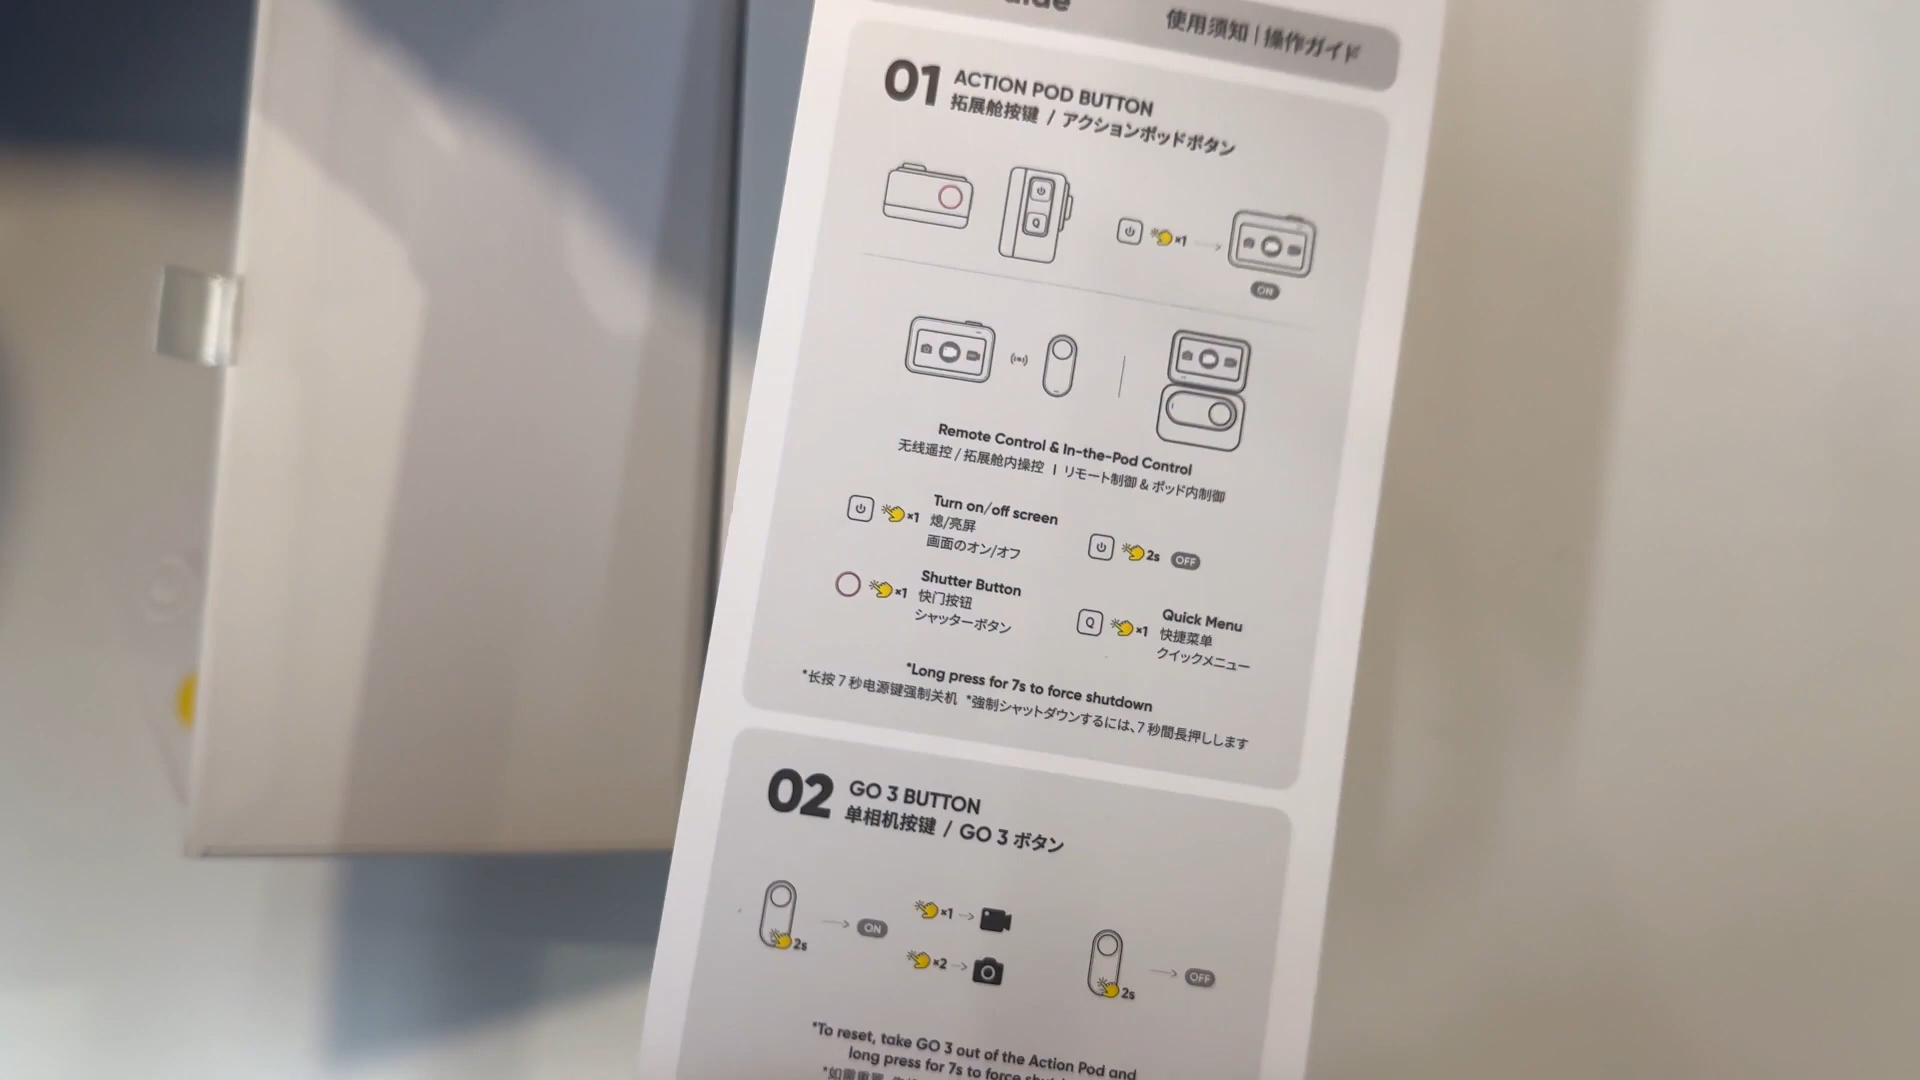 使用须知 | 操作ガイド
01 ACTION POD BUTTON
拓展舱按键 / アクションポッドボタン
Q
×1
ON
Remote Control & In-the-Pod Control
无线遥控 / 拓展舱内操控 | リモート制御 & ポッド内制御
×1 Turn on/off screen
熄/亮屏
画面のオン/オフ
2s OFF
×1 Shutter Button
快门按钮
シャッターボタン
Q ×1 Quick Menu
快捷菜单
クイックメニュー
*Long press for 7s to force shutdown
*长按 7 秒电源键强制关机 *強制シャットダウンするには、7 秒間長押しします
02 GO 3 BUTTON
单相机按键 / GO 3 ボタン
2s ON
×1
×2
2s OFF
*To reset, take GO 3 out of the Action Pod and
long press for 7s to force